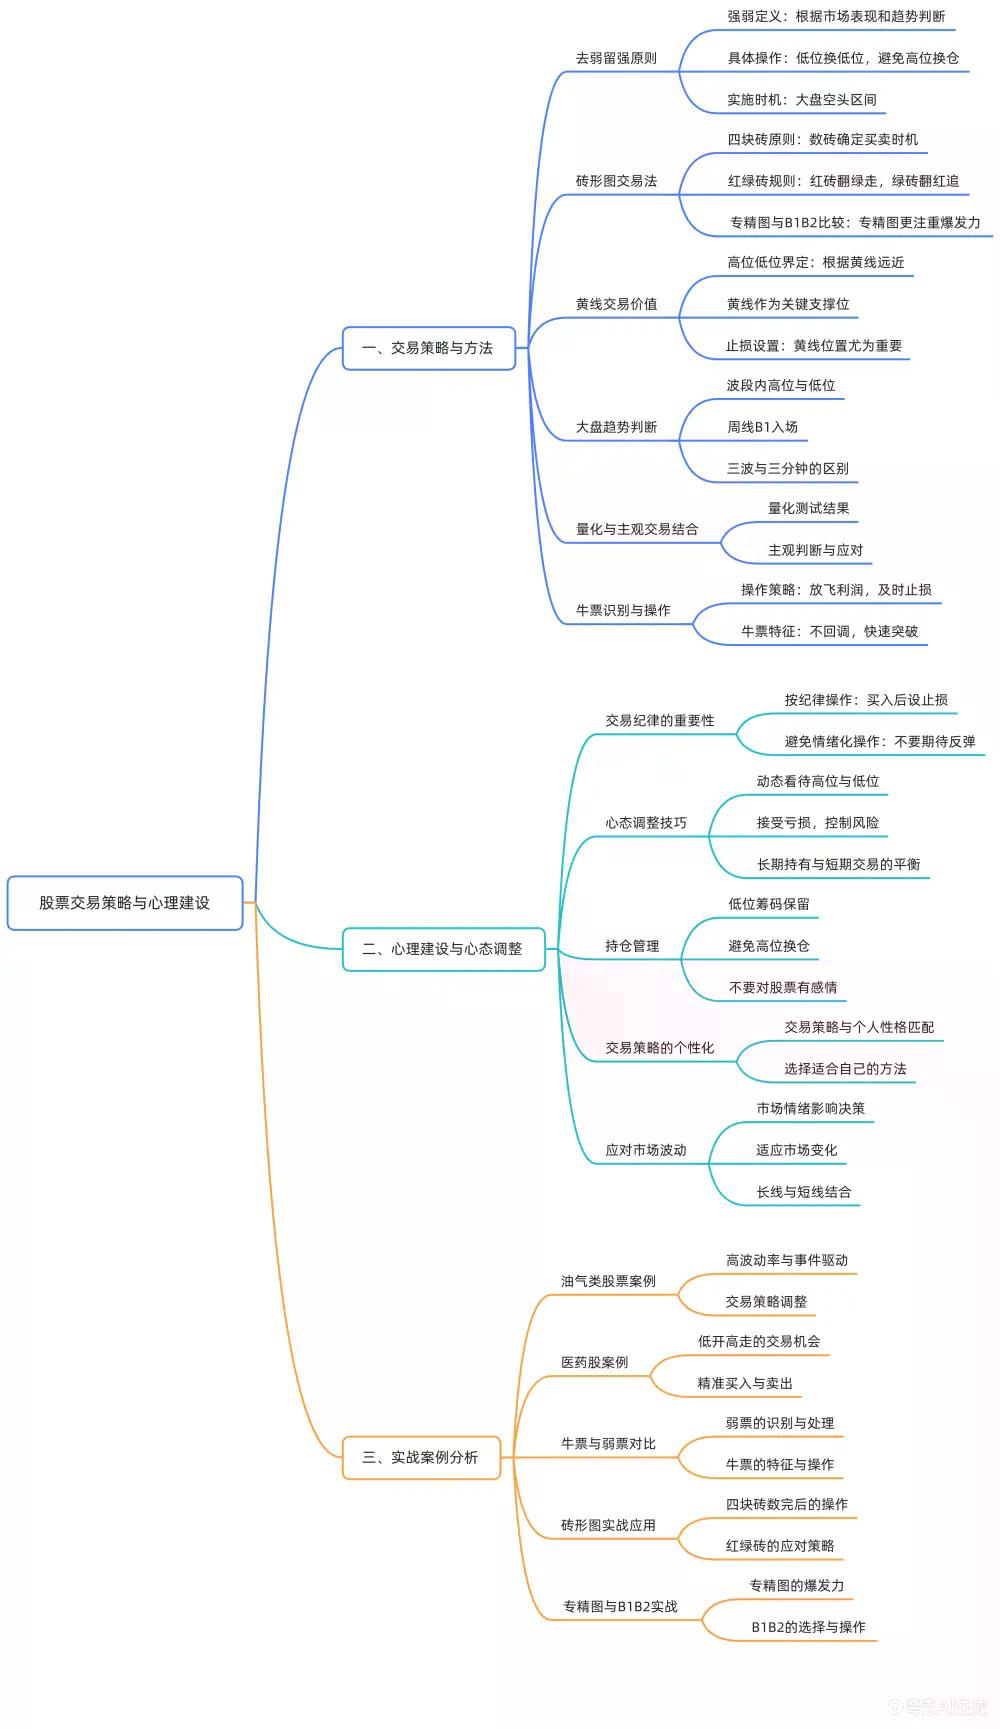 股票交易策略与心理建设
一、交易策略与方法
去弱留强原则
强弱定义：根据市场表现和趋势判断
具体操作：低位换低位，避免高位换仓
实施时机：大盘空头区间
砖形图交易法
四块砖原则：数砖确定买卖时机
红绿砖规则：红砖翻绿走，绿砖翻红追
专精图与B1B2比较：专精图更注重爆发力
黄线交易价值
高位低位界定：根据黄线远近
黄线作为关键支撑位
止损设置：黄线位置尤为重要
大盘趋势判断
波段内高位与低位
周线B1入场
三波与三分钟的区别
量化与主观交易结合
量化测试结果
主观判断与应对
牛票识别与操作
操作策略：放飞利润，及时止损
牛票特征：不回调，快速突破
二、心理建设与心态调整
交易纪律的重要性
按纪律操作：买入后设止损
避免情绪化操作：不要期待反弹
心态调整技巧
动态看待高位与低位
接受亏损，控制风险
长期持有与短期交易的平衡
持仓管理
低位筹码保留
避免高位换仓
不要对股票有感情
交易策略的个性化
交易策略与个人性格匹配
选择适合自己的方法
应对市场波动
市场情绪影响决策
适应市场变化
长线与短线结合
三、实战案例分析
油气类股票案例
高波动率与事件驱动
交易策略调整
医药股案例
低开高走的交易机会
精准买入与卖出
牛票与弱票对比
弱票的识别与处理
牛票的特征与操作
砖形图实战应用
四块砖数完后的操作
红绿砖的应对策略
专精图与B1B2实战
专精图的爆发力
B1B2的选择与操作
夸克AI生成